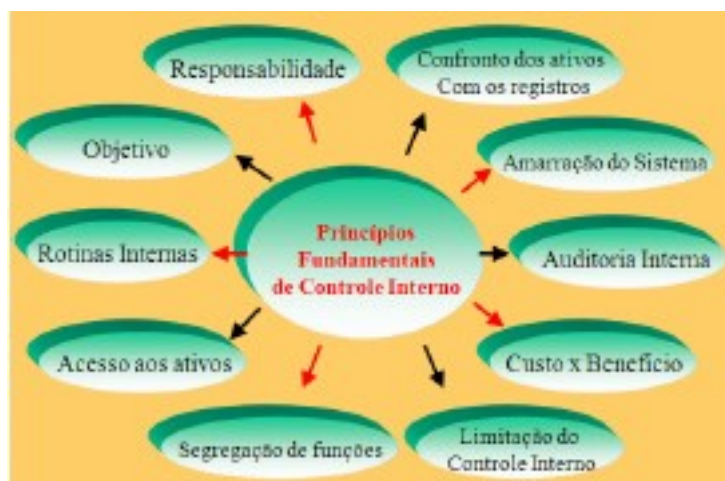 Responsabilidade
Confronto dos ativos
Com os registros
Objetivo
Amarração do Sistema
Princípios
Fundamentais
de Controle Interno
Rotinas Internas
Auditoria Interna
Acesso aos ativos
Custo x Benefício
Segregação de funções
Limitação do
Controle Interno